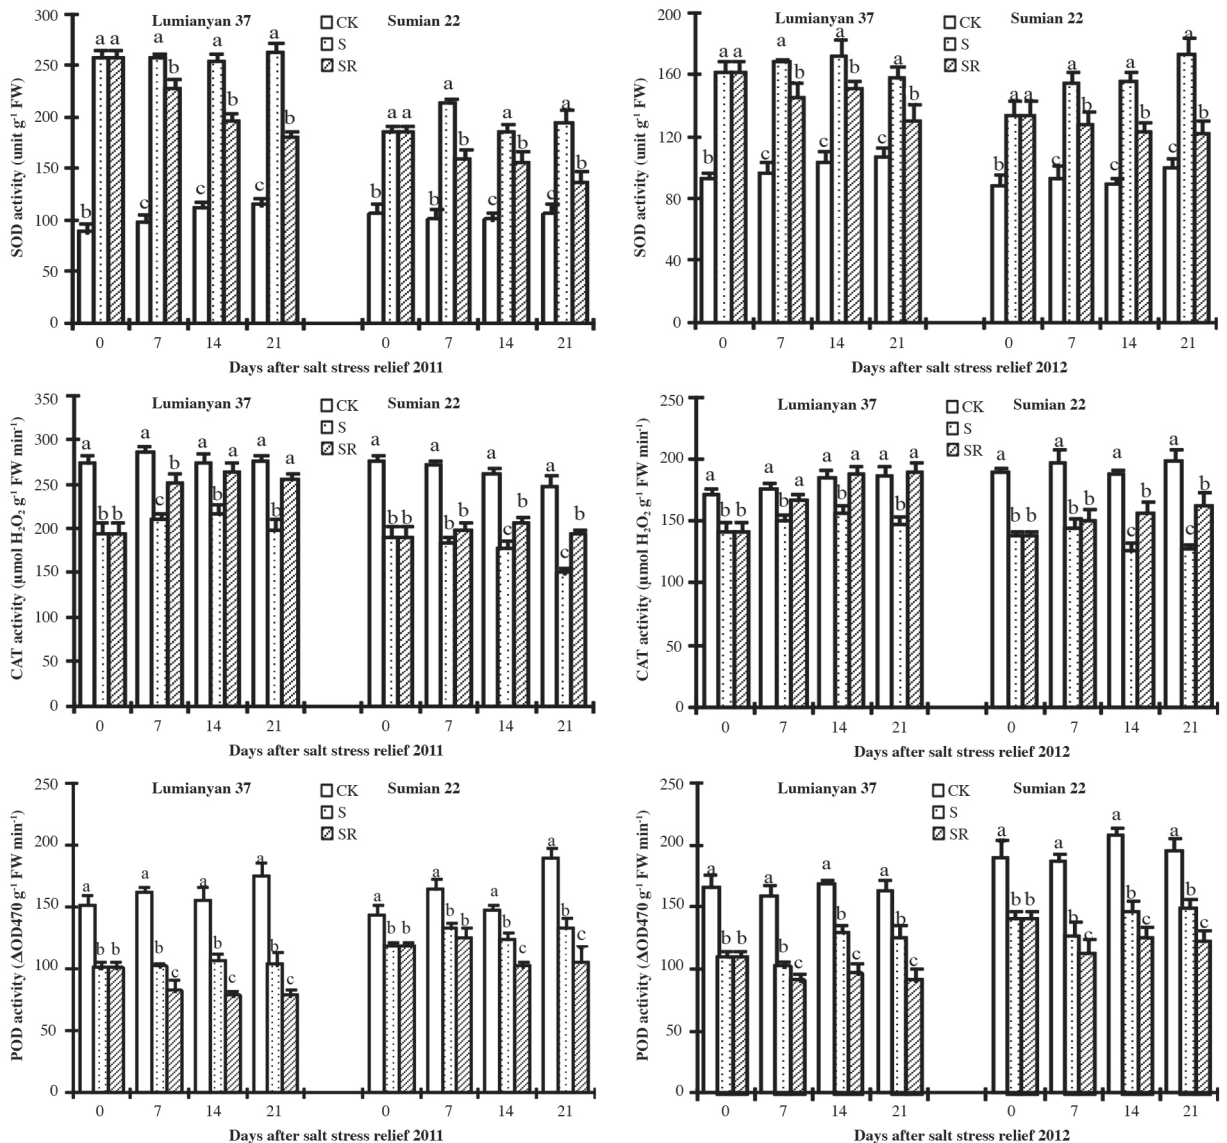 Lumianyan 37
Sumian 22
CK
S
SR
SOD activity (unit g-1 FW)
300
250
200
150
100
50
0
a a a a a
b b b b
b c c c
a a a a a
b b b
b b c c
0 7 14 21
0 7 14 21
Days after salt stress relief 2011
Lumianyan 37
Sumian 22
CK
S
SR
SOD activity (unit g-1 FW)
200
160
120
80
40
0
a a a a a
b b b
b c c c
a a a a a
b b b
b c c c
0 7 14 21
0 7 14 21
Days after salt stress relief 2012
Lumianyan 37
Sumian 22
CK
S
SR
CAT activity (μmol H2O2 g-1 FW min-1)
350
300
250
200
150
100
50
0
a b b
a c b
a b a
a b a
a b b
a b b
a c b
a c b
0 7 14 21
0 7 14 21
Days after salt stress relief 2011
Lumianyan 37
Sumian 22
CK
S
SR
CAT activity (μmol H2O2 g-1 FW min-1)
250
200
150
100
50
0
a b b
a b a
a b a
a b a
a b b
a b b
a c b
a c b
0 7 14 21
0 7 14 21
Days after salt stress relief 2012
Lumianyan 37
Sumian 22
CK
S
SR
POD activity (ΔOD470 g-1 FW min-1)
250
200
150
100
50
0
a b b
a b c
a b c
a b c
a b b
a b b
a b c
a b c
0 7 14 21
0 7 14 21
Days after salt stress relief 2011
Lumianyan 37
Sumian 22
CK
S
SR
POD activity (ΔOD470 g-1 FW min-1)
250
200
150
100
50
0
a b b
a b c
a b c
a b c
a b b
a b c
a b c
a b c
0 7 14 21
0 7 14 21
Days after salt stress relief 2012